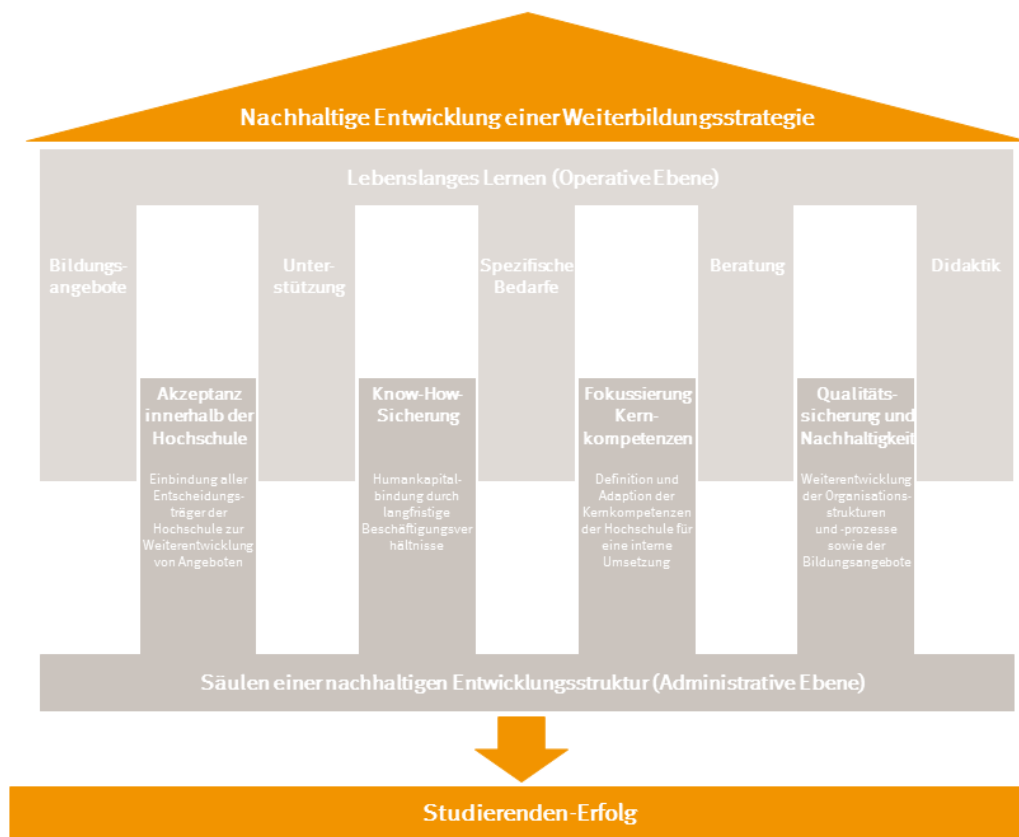 Nachhaltige Entwicklung einer Weiterbildungsstrategie
Lebenslanges Lernen (Operative Ebene)
Bildungs-
angebote
Unter-
stützung
Spezifische
Bedarfe
Beratung
Didaktik
Akzeptanz
innerhalb der
Hochschule
Einbindung aller
Entscheidungs-
träger der
Hochschule zur
Weiterentwicklung
von Angeboten
Know-How-
Sicherung
Humankapital-
bindung durch
langfristige
Beschäftigungsver
hältnisse
Fokussierung
Kern-
kompetenzen
Definition und
Adaption der
Kernkompetenzen
der Hochschule für
eine interne
Umsetzung
Qualitäts-
sicherung und
Nachhaltigkeit
Weiterentwicklung
der Organisations-
strukturen
und -prozesse
sowie der
Bildungsangebote
Säulen einer nachhaltigen Entwicklungsstruktur (Administrative Ebene)
Studierenden-Erfolg